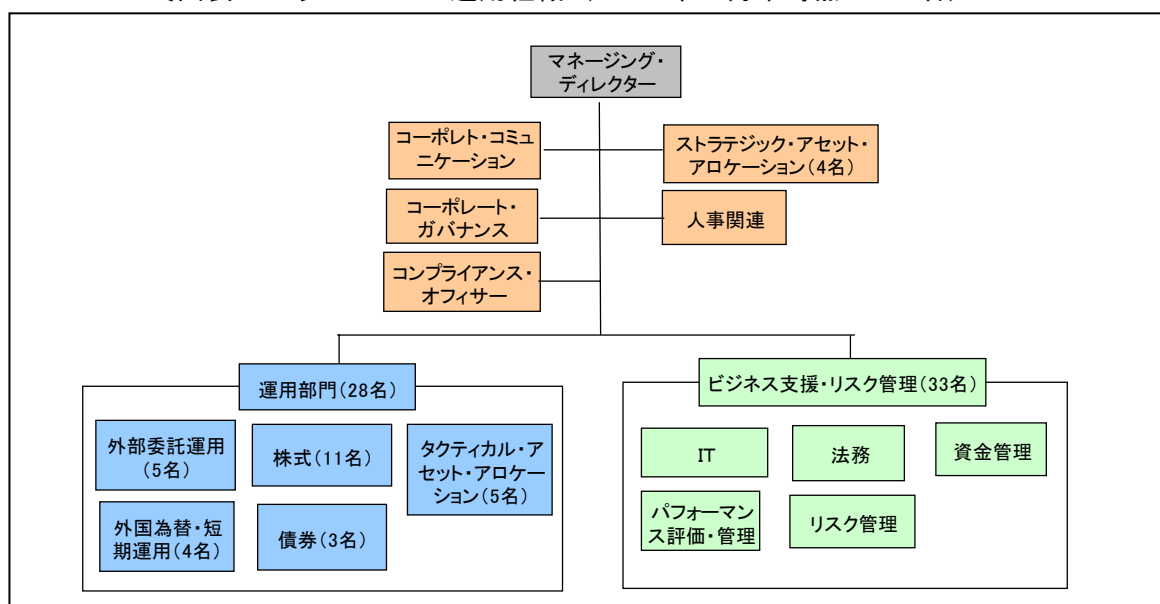 マネージング・
ディレクター
コーポレト・コミュ
ニケーション
ストラテジック・アセット・
アロケーション(4名)
コーポレート・
ガバナンス
人事関連
コンプライアンス・
オフィサー
運用部門(28名)
ビジネス支援・リスク管理(33名)
外部委託運用
(5名)
株式(11名)
タクティカル・ア
セット・アロケー
ション(5名)
外国為替・短
期運用(4名)
債券(3名)
IT
法務
資金管理
パフォーマン
ス評価・管理
リスク管理